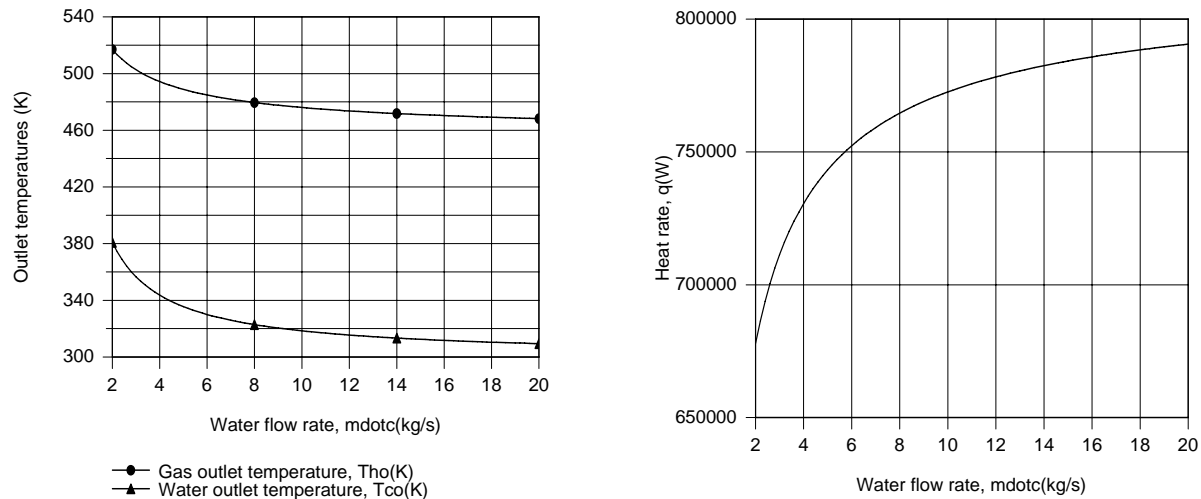 540
500
460
420
380
340
300
Outlet temperatures (K)
2 4 6 8 10 12 14 16 18 20
Water flow rate, mdotc(kg/s)
Gas outlet temperature, Tho(K)
Water outlet temperature, Tco(K)
800000
750000
700000
650000
Heat rate, q(W)
2 4 6 8 10 12 14 16 18 20
Water flow rate, mdotc(kg/s)